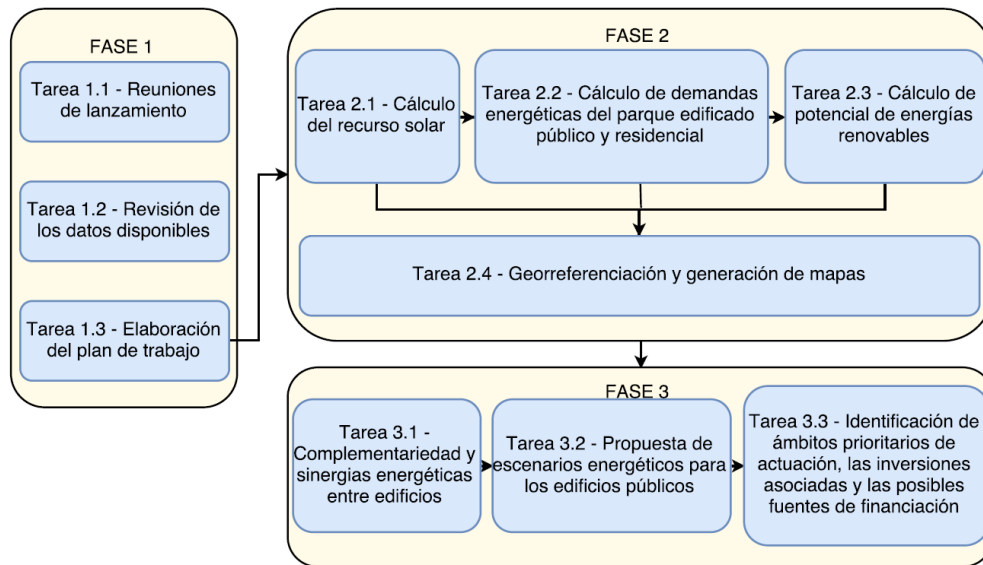 FASE 1
Tarea 1.1 - Reuniones
de lanzamiento
Tarea 1.2 - Revisión de
los datos disponibles
Tarea 1.3 - Elaboración
del plan de trabajo
FASE 2
Tarea 2.1 - Cálculo
del recurso solar
Tarea 2.2 - Cálculo de demandas
energéticas del parque edificado
público y residencial
Tarea 2.3 - Cálculo de
potencial de energías
renovables
Tarea 2.4 - Georreferenciación y generación de mapas
FASE 3
Tarea 3.1 -
Complementariedad y
sinergias energéticas
entre edificios
Tarea 3.2 - Propuesta de
escenarios energéticos para
los edificios públicos
Tarea 3.3 - Identificación de
ámbitos prioritarios de
actuación, las inversiones
asociadas y las posibles
fuentes de financiación